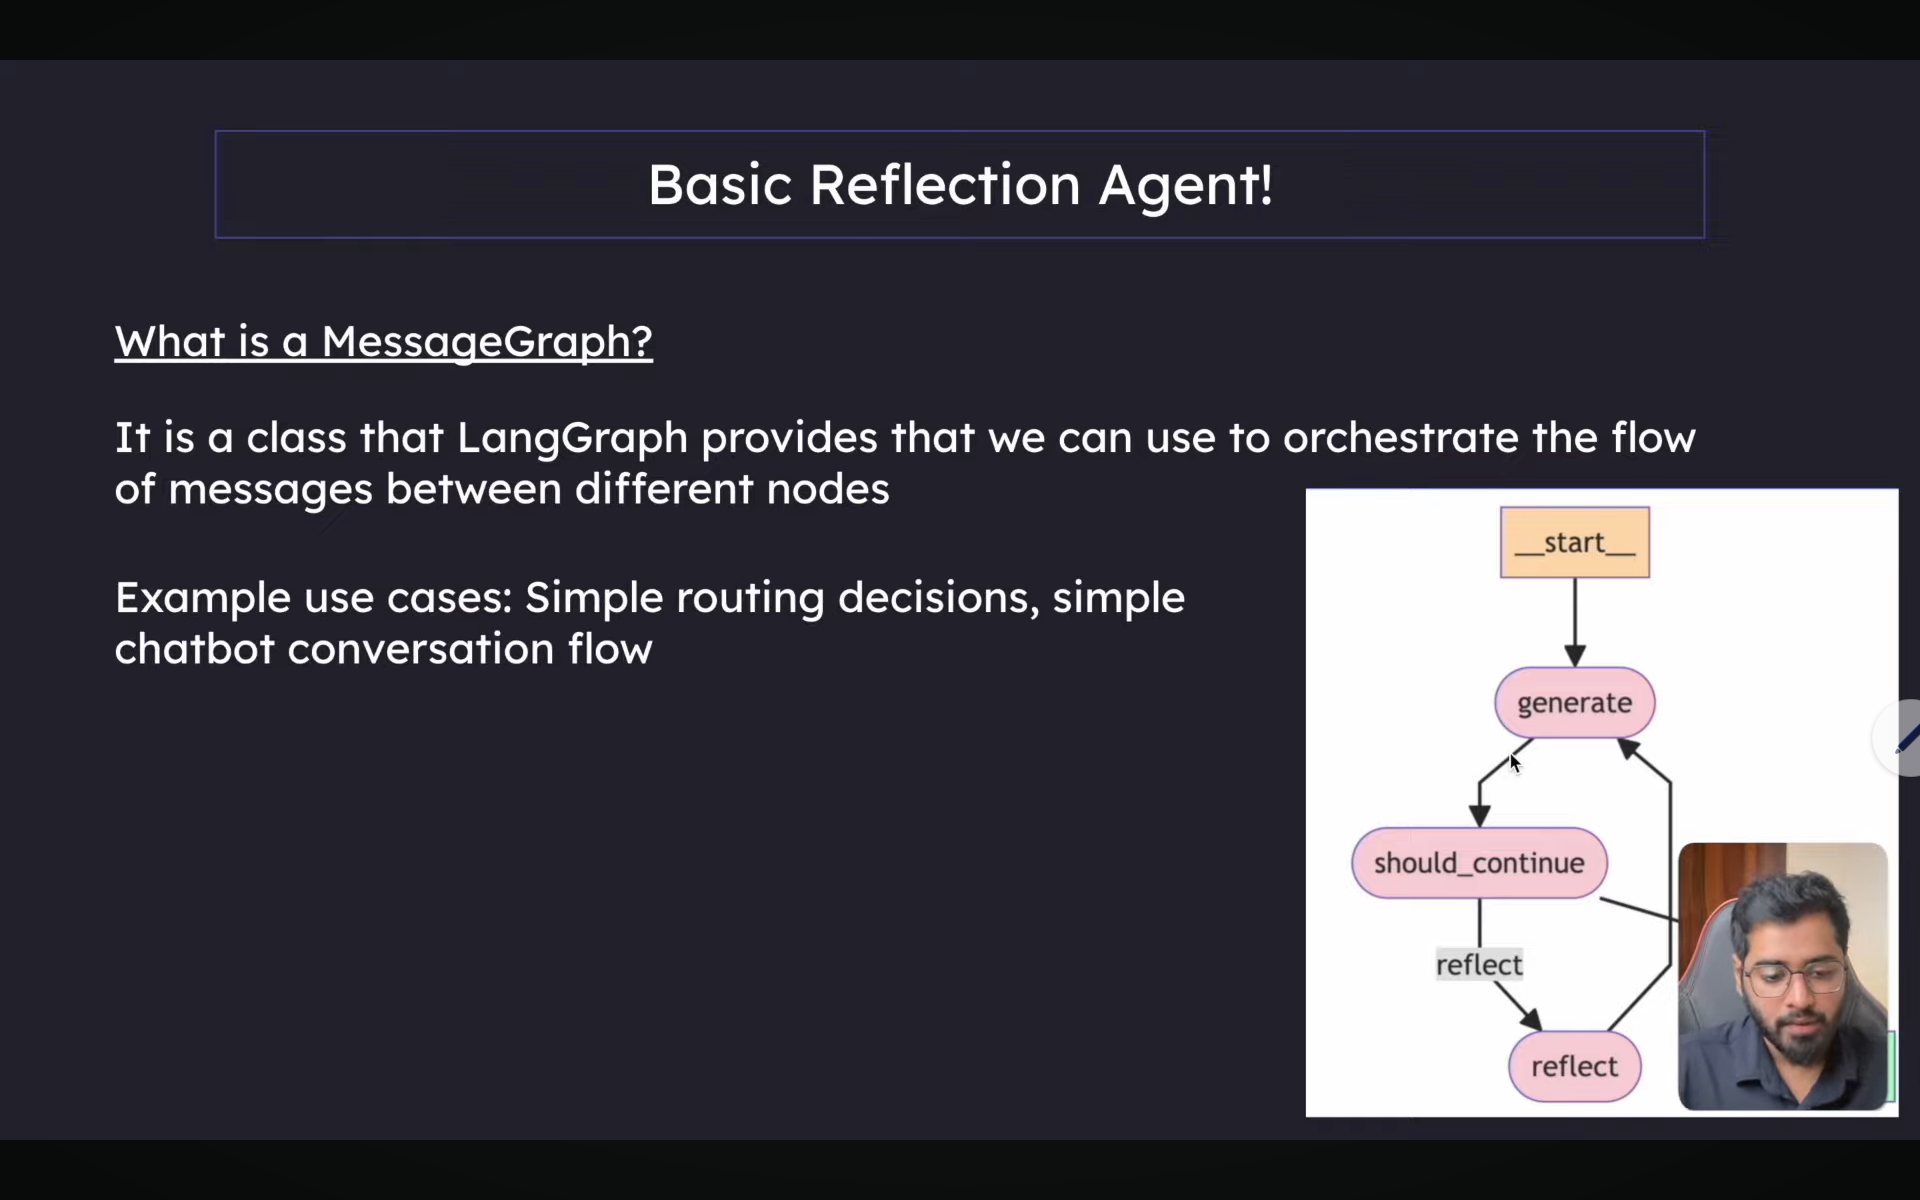 Basic Reflection Agent!
What is a MessageGraph?
It is a class that LangGraph provides that we can use to orchestrate the flow
of messages between different nodes
Example use cases: Simple routing decisions, simple
chatbot conversation flow
__start__
generate
should_continue
reflect
reflect